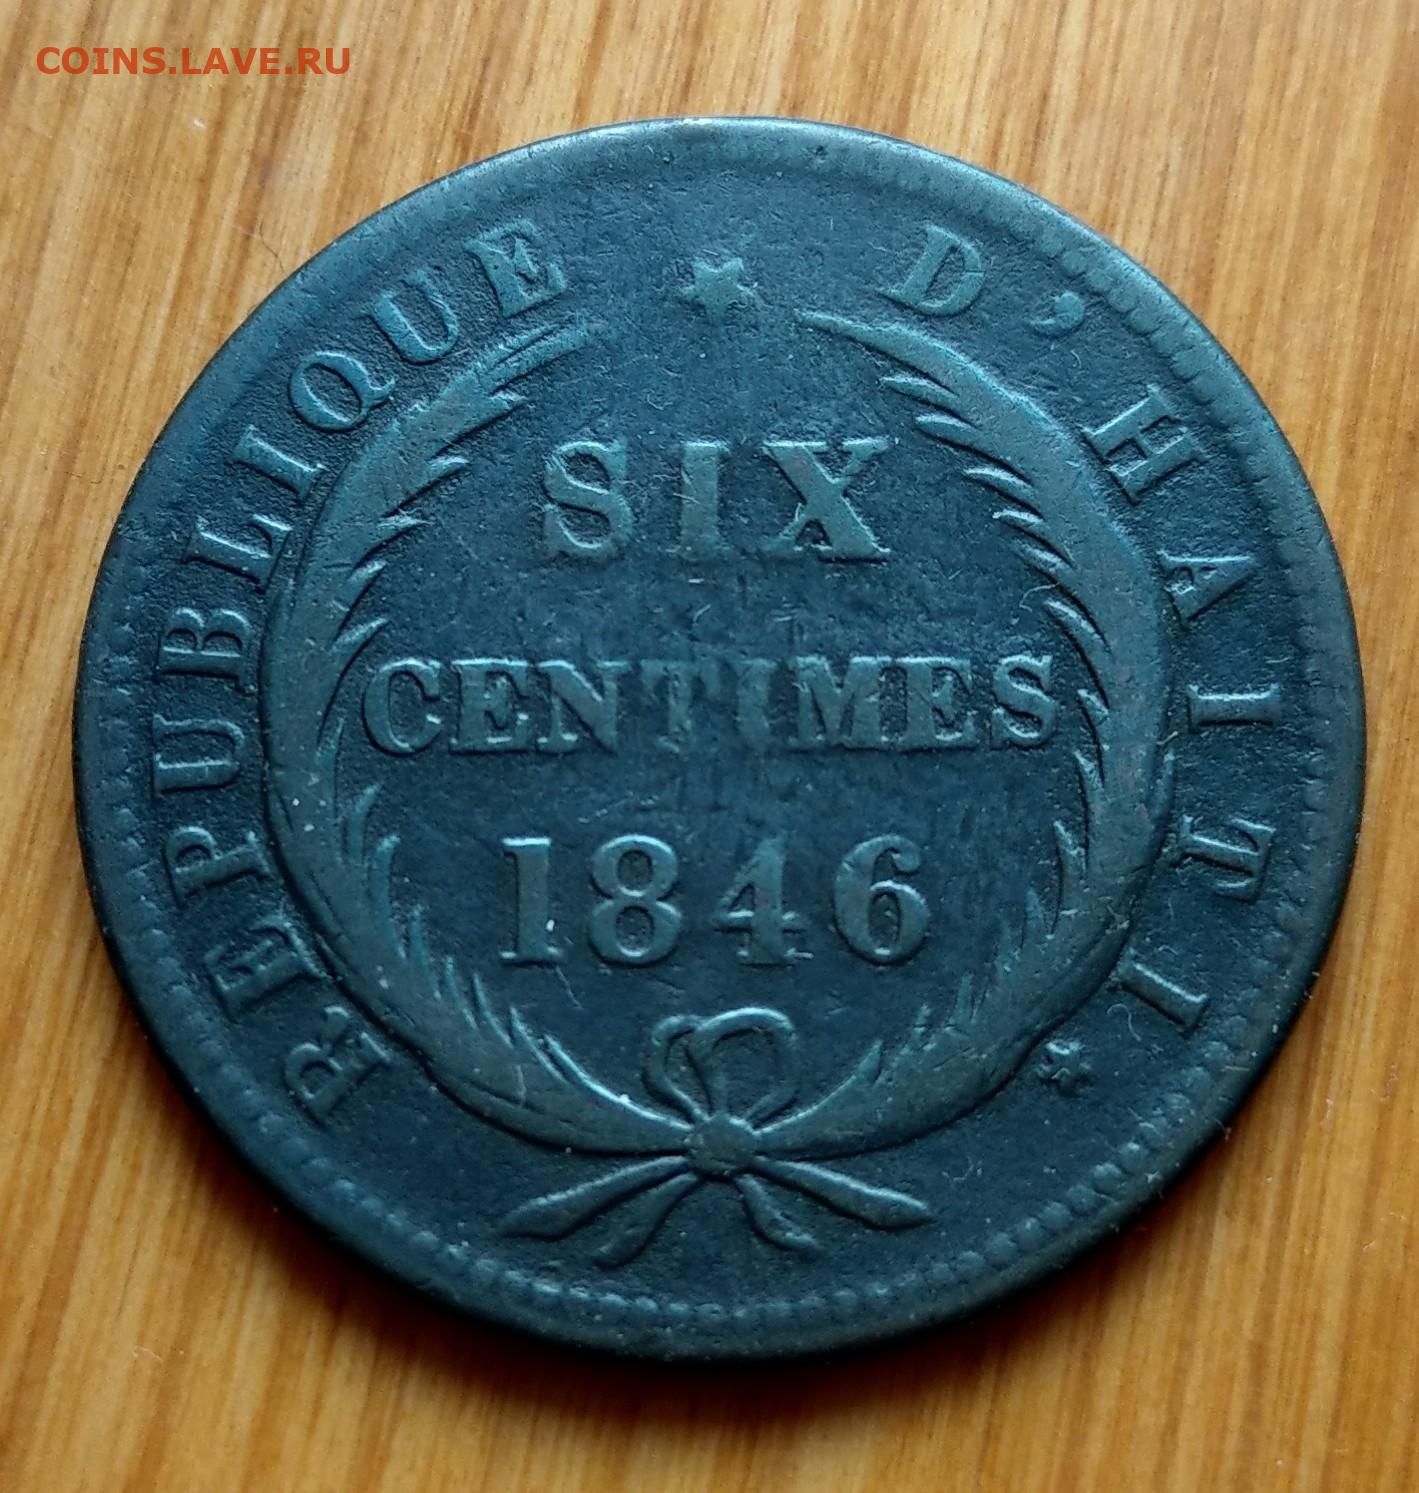 COINS.LAVE.RU
REPUBLIQUE D'HAITI
SIX
CENTIMES
1846